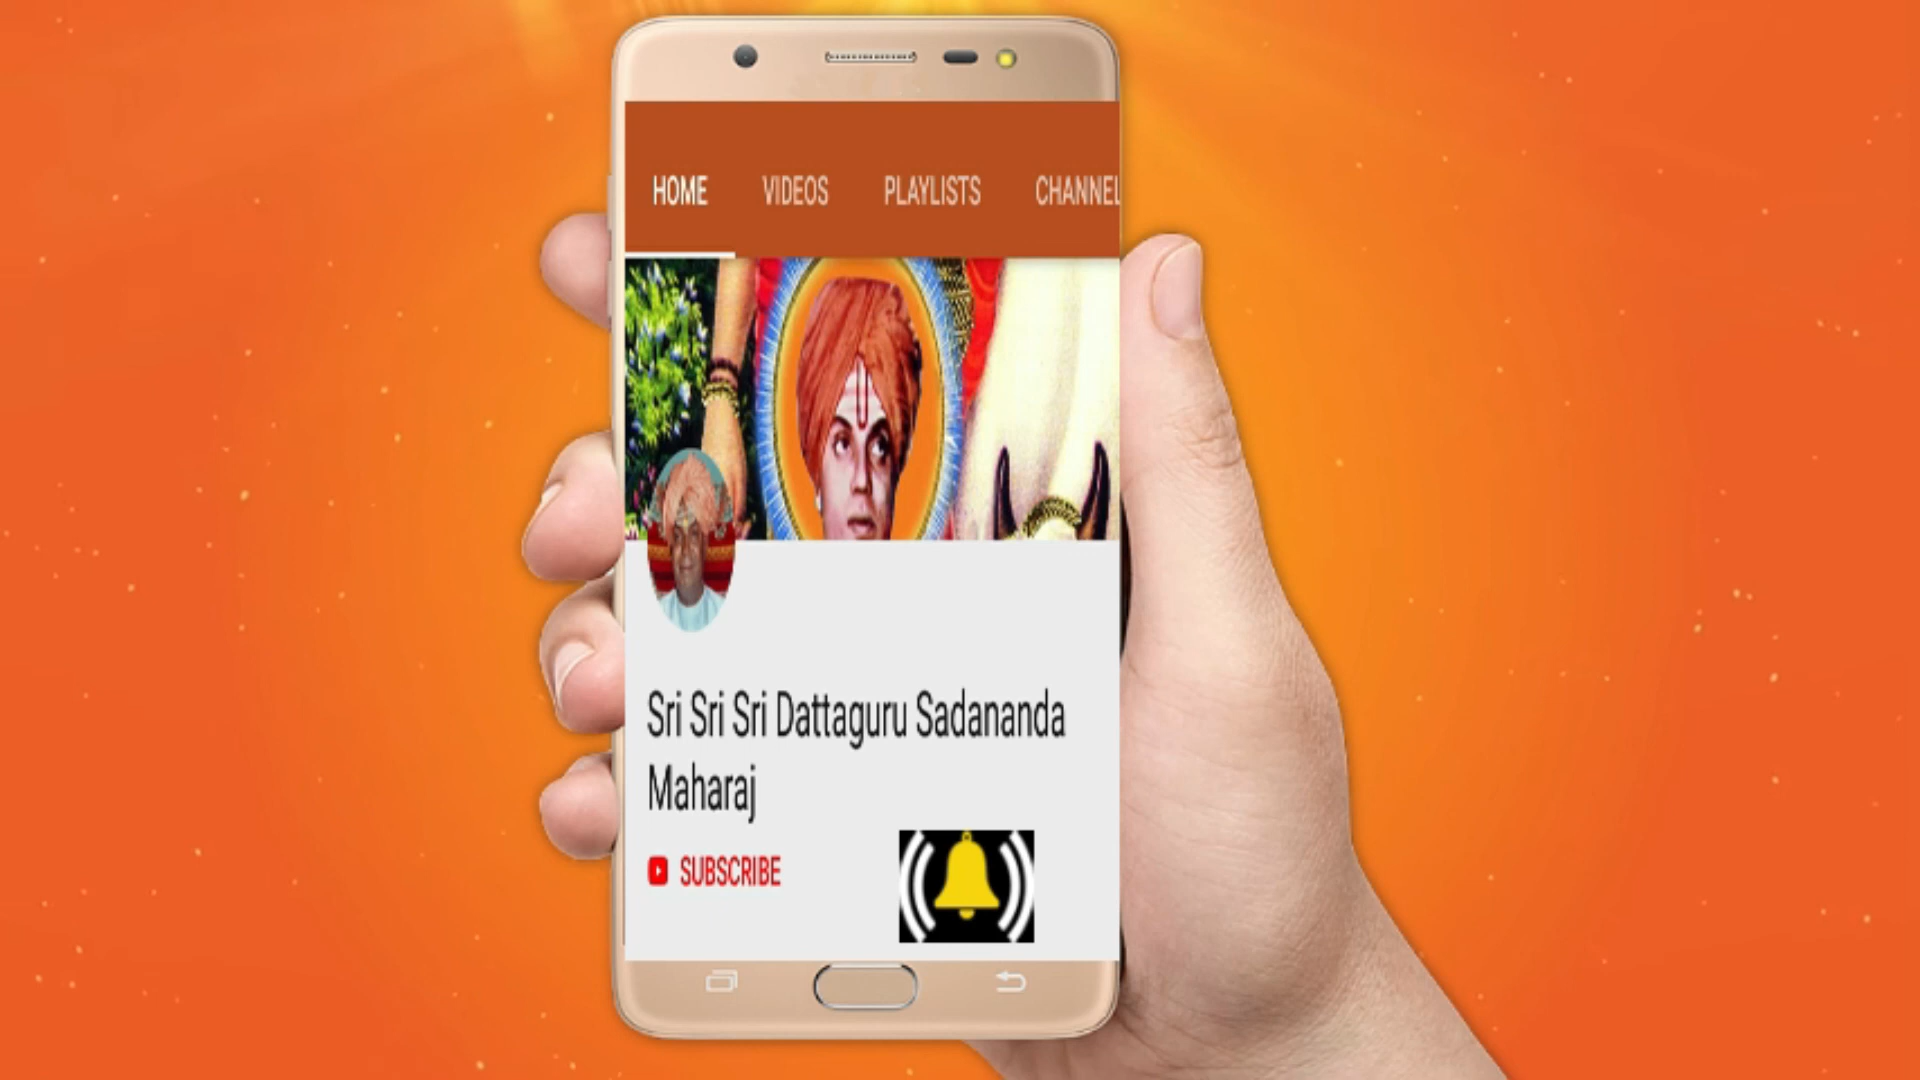 HOME VIDEOS PLAYLISTS CHANNEL
Sri Sri Sri Dattaguru Sadananda
Maharaj
SUBSCRIBE